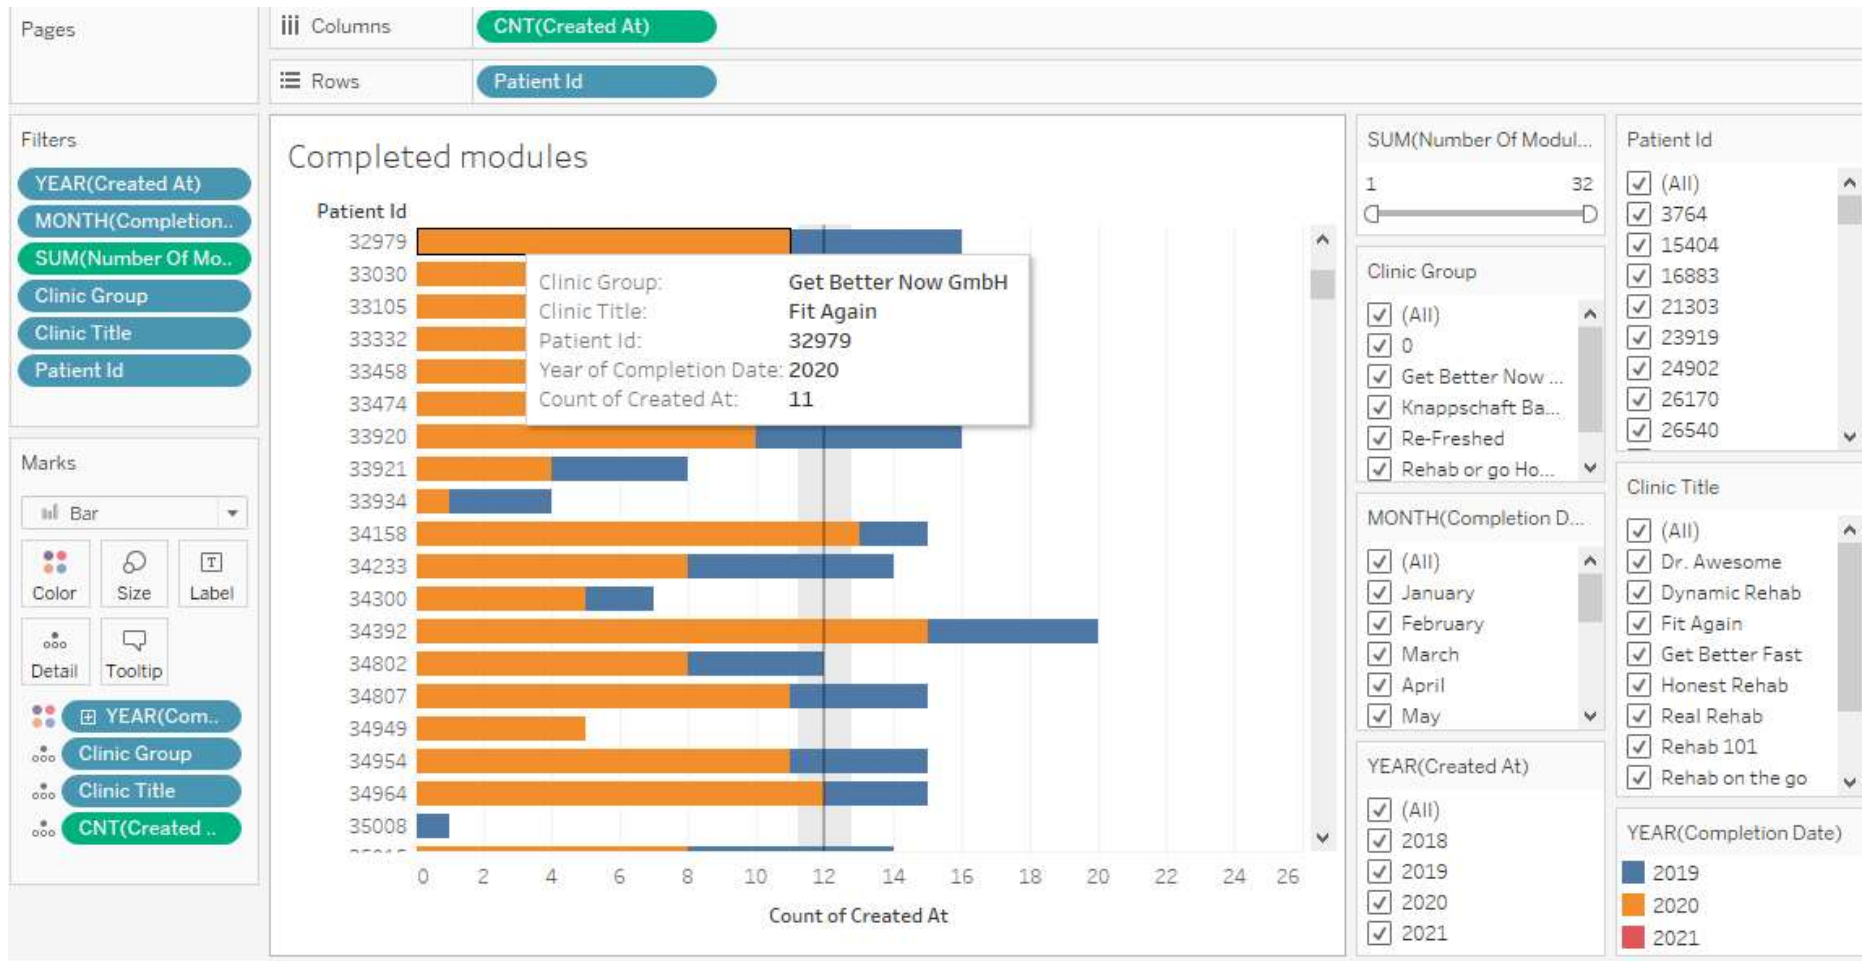 Pages
Columns
CNT(Created At)
Rows
Patient Id
Filters
YEAR(Created At)
MONTH(Completion..
SUM(Number Of Mo..
Clinic Group
Clinic Title
Patient Id
Marks
Bar
Color
Size
Label
Detail
Tooltip
YEAR(Com..
Clinic Group
Clinic Title
CNT(Created ..
Completed modules
Patient Id
32979
33030
33105
33332
33458
33474
33920
33921
33934
34158
34233
34300
34392
34802
34807
34949
34954
34964
35008
Clinic Group: Get Better Now GmbH
Clinic Title: Fit Again
Patient Id: 32979
Year of Completion Date: 2020
Count of Created At: 11
0 2 4 6 8 10 12 14 16 18 20 22 24 26
Count of Created At
SUM(Number Of Modul...
1 32
Clinic Group
(All)
0
Get Better Now ...
Knappschaft Ba...
Re-Freshed
Rehab or go Ho...
MONTH(Completion D...
(All)
January
February
March
April
May
YEAR(Created At)
(All)
2018
2019
2020
2021
Patient Id
(All)
3764
15404
16883
21303
23919
24902
26170
26540
Clinic Title
(All)
Dr. Awesome
Dynamic Rehab
Fit Again
Get Better Fast
Honest Rehab
Real Rehab
Rehab 101
Rehab on the go
YEAR(Completion Date)
2019
2020
2021